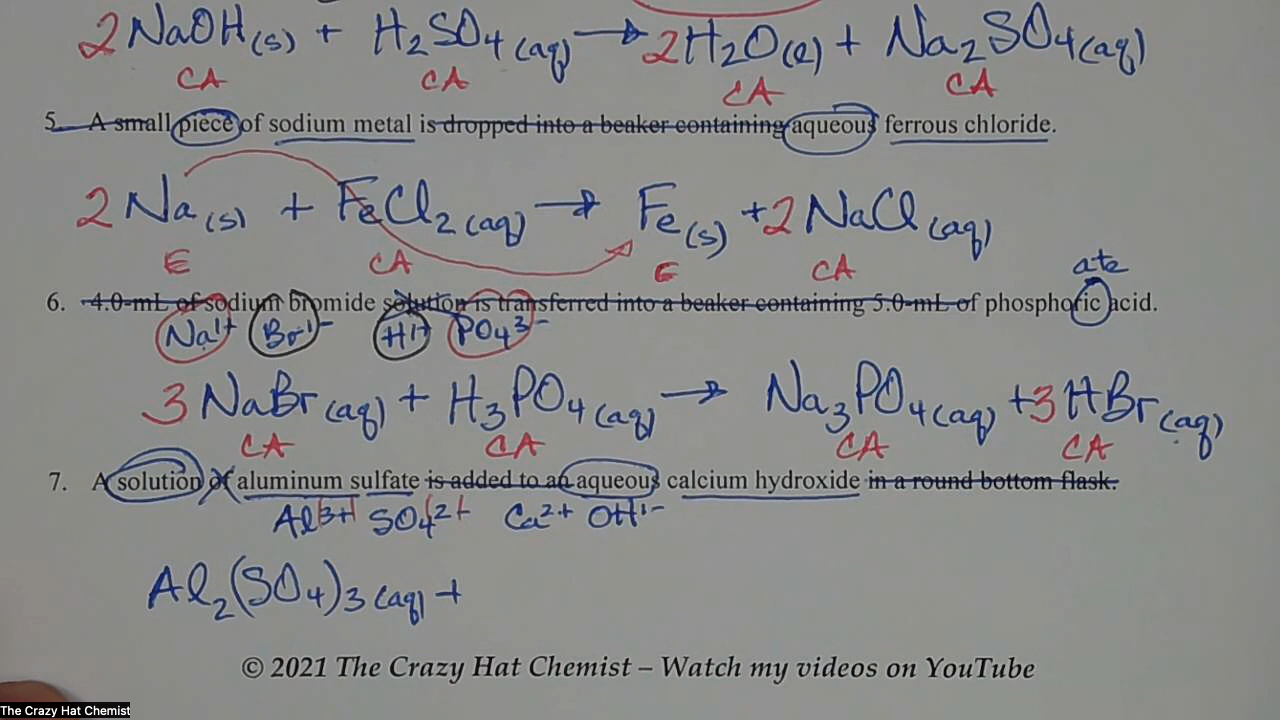 2NaOH(s) + H2SO4(aq) → 2H2O(l) + Na2SO4(aq)
CA CA CA CA
5. A small piece of sodium metal is dropped into a beaker containing aqueous ferrous chloride.
2Na(s) + FeCl2(aq) → Fe(s) + 2NaCl(aq)
E CA E CA
ate
6. 4.0-mL of sodium bromide solution is transferred into a beaker containing 5.0-mL of phosphoric acid.
Na1+ Br1- H1+ PO43-
3NaBr(aq) + H3PO4(aq) → Na3PO4(aq) + 3HBr(aq)
CA CA CA CA
7. A solution of aluminum sulfate is added to an aqueous calcium hydroxide in a round bottom flask.
Al3+ SO42- Ca2+ OH1-
Al2(SO4)3(aq) +
© 2021 The Crazy Hat Chemist – Watch my videos on YouTube
The Crazy Hat Chemist